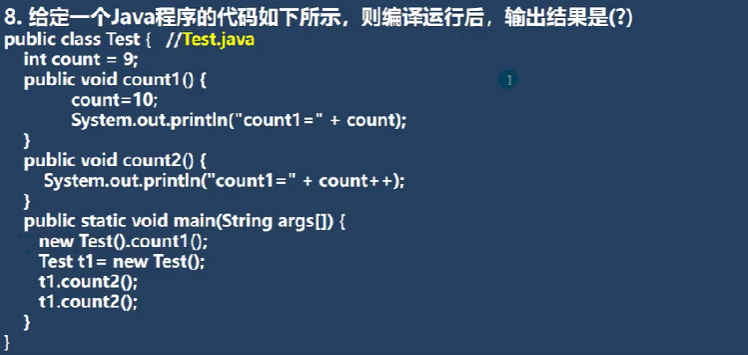 8. 给定一个Java程序的代码如下所示，则编译运行后，输出结果是(?)
public class Test {   //Test.java
int count = 9;
public void count1() {
count=10;
System.out.println("count1=" + count);
}
public void count2() {
System.out.println("count1=" + count++);
}
public static void main(String args[]) {
new Test().count1();
Test t1= new Test();
t1.count2();
t1.count2();
}
}